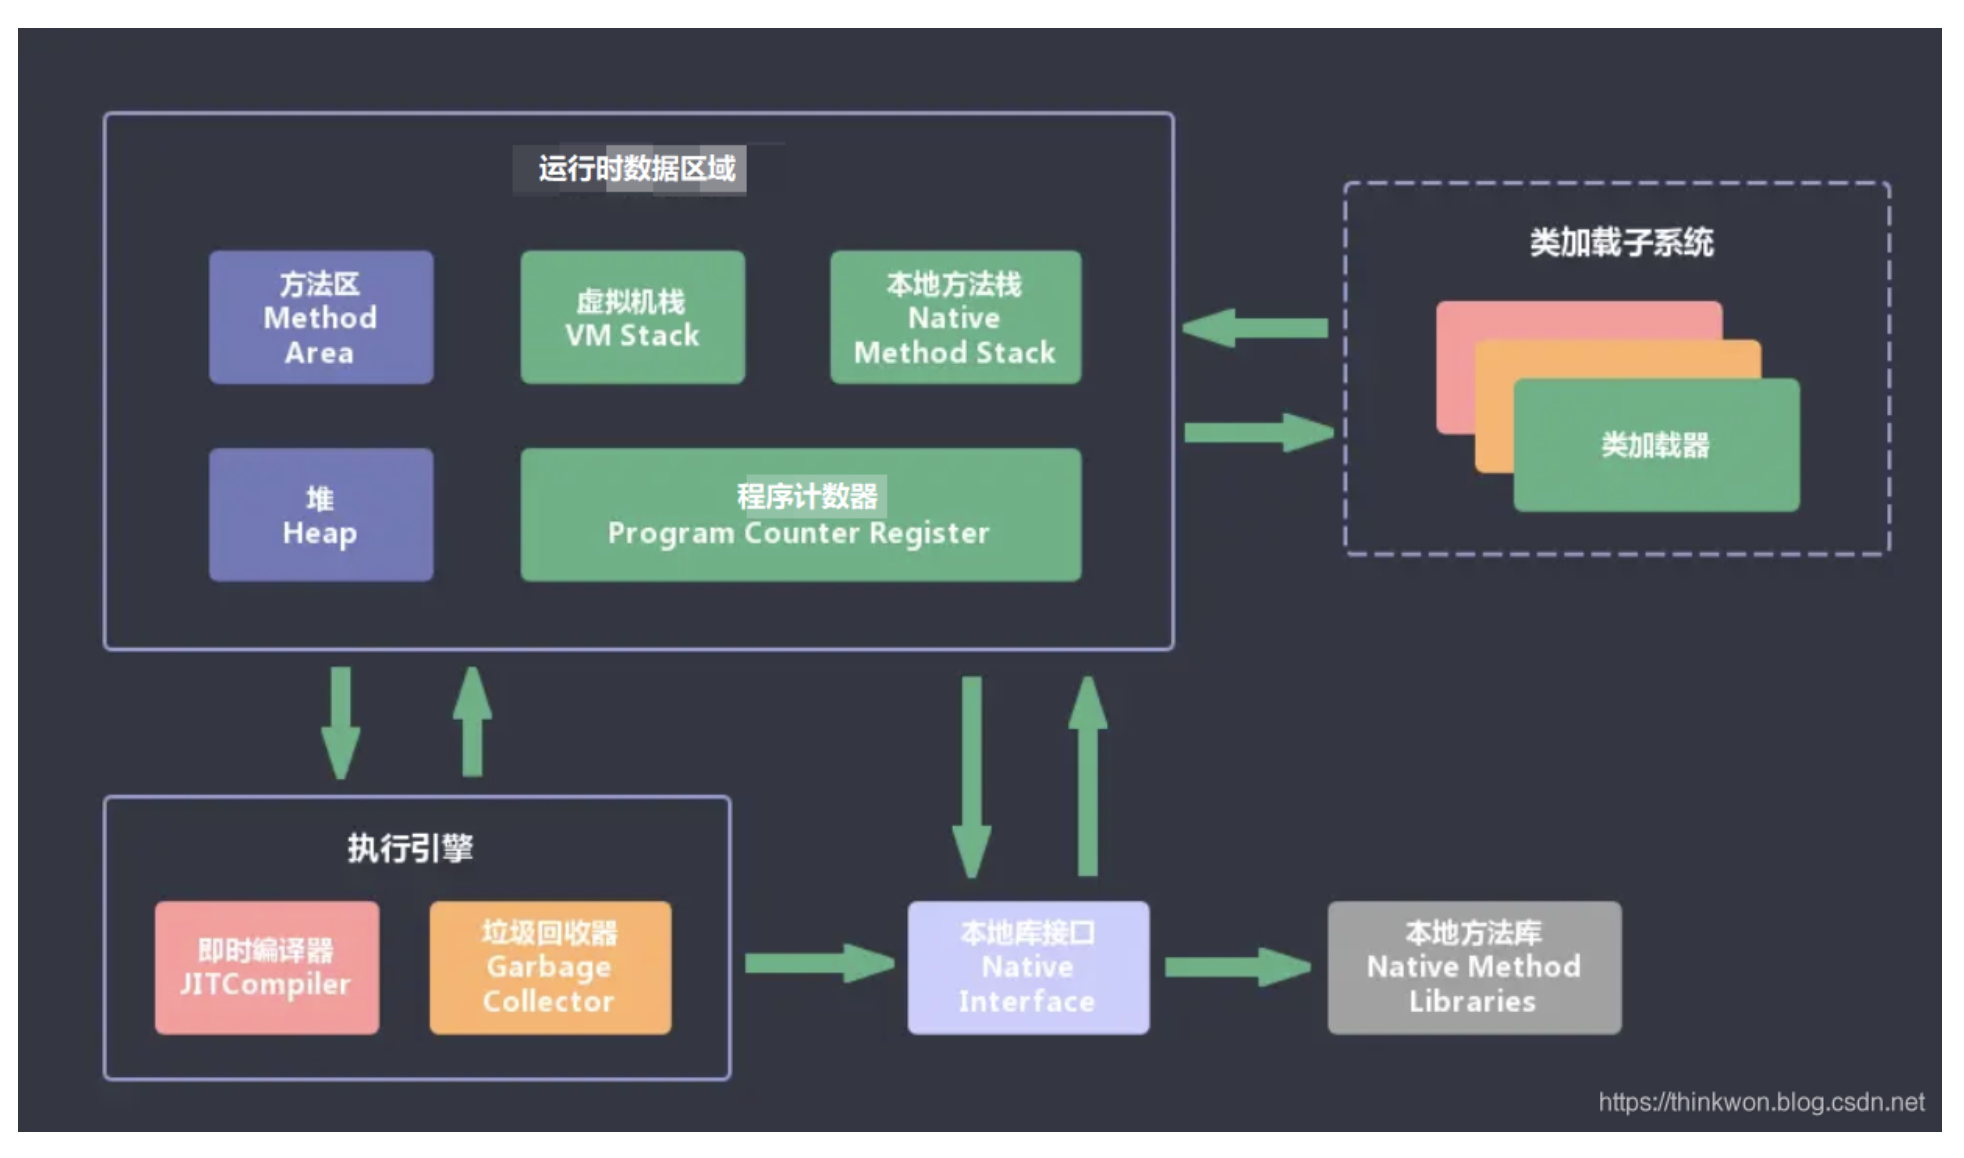 运行时数据区域
方法区
Method
Area
虚拟机栈
VM Stack
本地方法栈
Native
Method Stack
堆
Heap
程序计数器
Program Counter Register
类加载子系统
类加载器
执行引擎
即时编译器
JITCompiler
垃圾回收器
Garbage
Collector
本地库接口
Native
Interface
本地方法库
Native Method
Libraries
https://thinkwon.blog.csdn.net